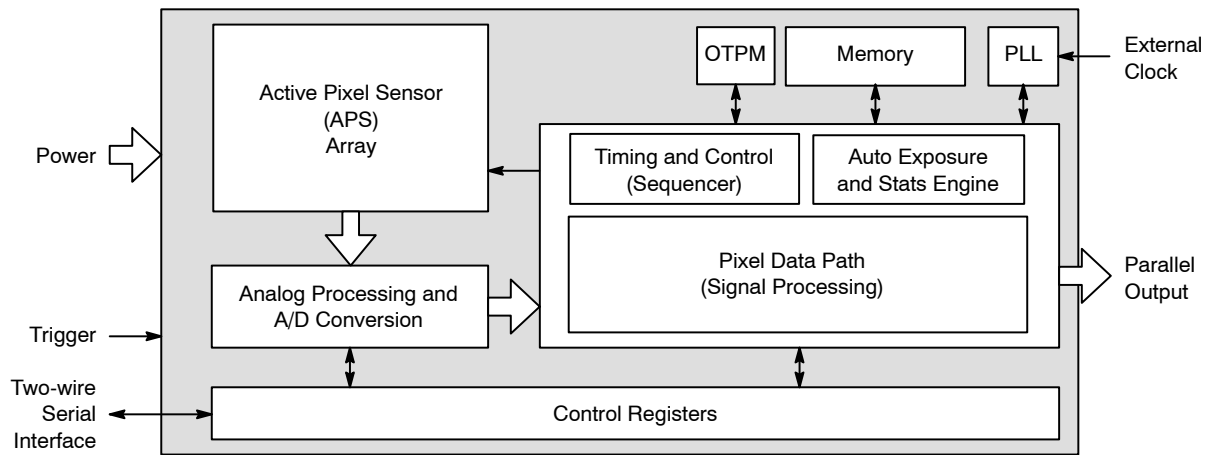 Active Pixel Sensor
(APS)
Array
OTPM
Memory
PLL
External
Clock
Power
Timing and Control
(Sequencer)
Auto Exposure
and Stats Engine
Pixel Data Path
(Signal Processing)
Parallel
Output
Analog Processing and
A/D Conversion
Trigger
Two-wire
Serial
Interface
Control Registers